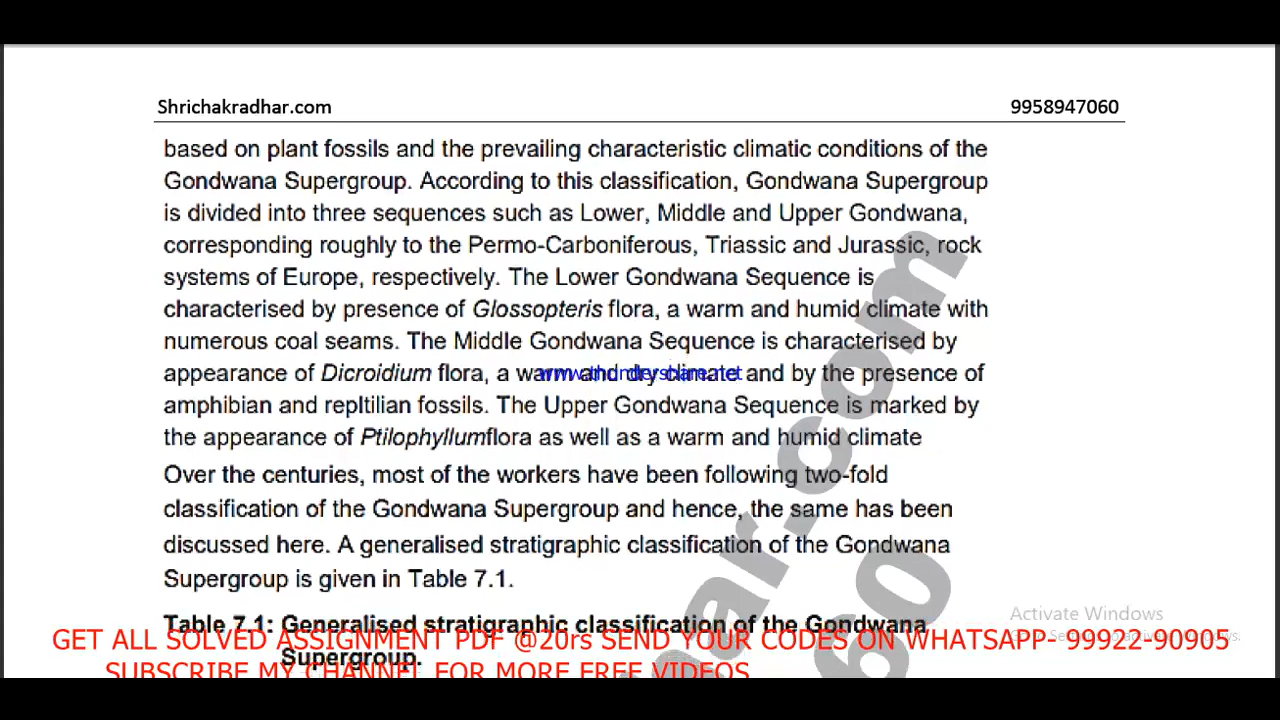 Shrichakradhar.com 9958947060
based on plant fossils and the prevailing characteristic climatic conditions of the
Gondwana Supergroup. According to this classification, Gondwana Supergroup
is divided into three sequences such as Lower, Middle and Upper Gondwana,
corresponding roughly to the Permo-Carboniferous, Triassic and Jurassic, rock
systems of Europe, respectively. The Lower Gondwana Sequence is
characterised by presence of Glossopteris flora, a warm and humid climate with
numerous coal seams. The Middle Gondwana Sequence is characterised by
appearance of Dicroidium flora, a warm and dry climate and by the presence of
www.thundershare.net
amphibian and repltilian fossils. The Upper Gondwana Sequence is marked by
the appearance of Ptilophyllumflora as well as a warm and humid climate
Over the centuries, most of the workers have been following two-fold
classification of the Gondwana Supergroup and hence, the same has been
discussed here. A generalised stratigraphic classification of the Gondwana
Supergroup is given in Table 7.1.
ar.com
60
Activate Windows
Table 7.1: Generalised stratigraphic classification of the Gondwana
Supergroup.
GET ALL SOLVED ASSIGNMENT PDF @20rs SEND YOUR CODES ON WHATSAPP- 99922-90905
SUBSCRIBE MY CHANNEL FOR MORE FREE VIDEOS